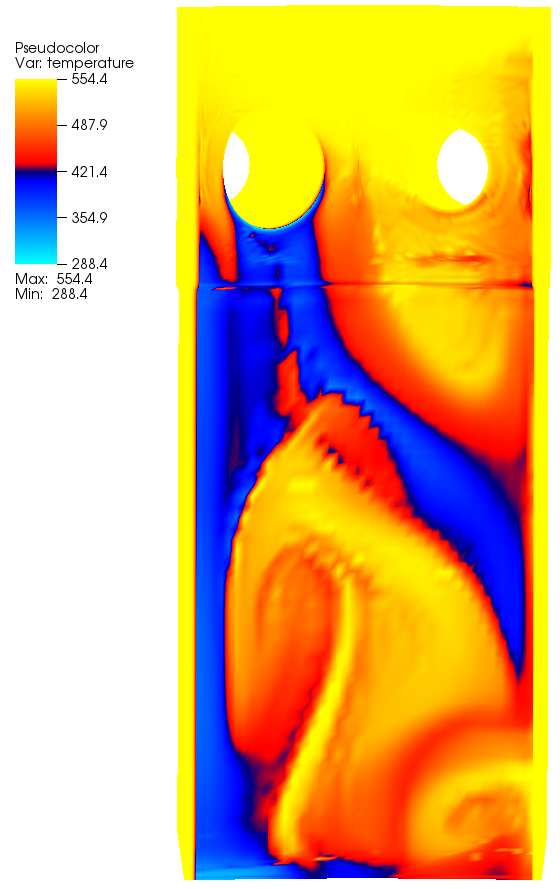 Pseudocolor
Var: temperature
554.4
487.9
421.4
354.9
288.4
Max: 554.4
Min: 288.4